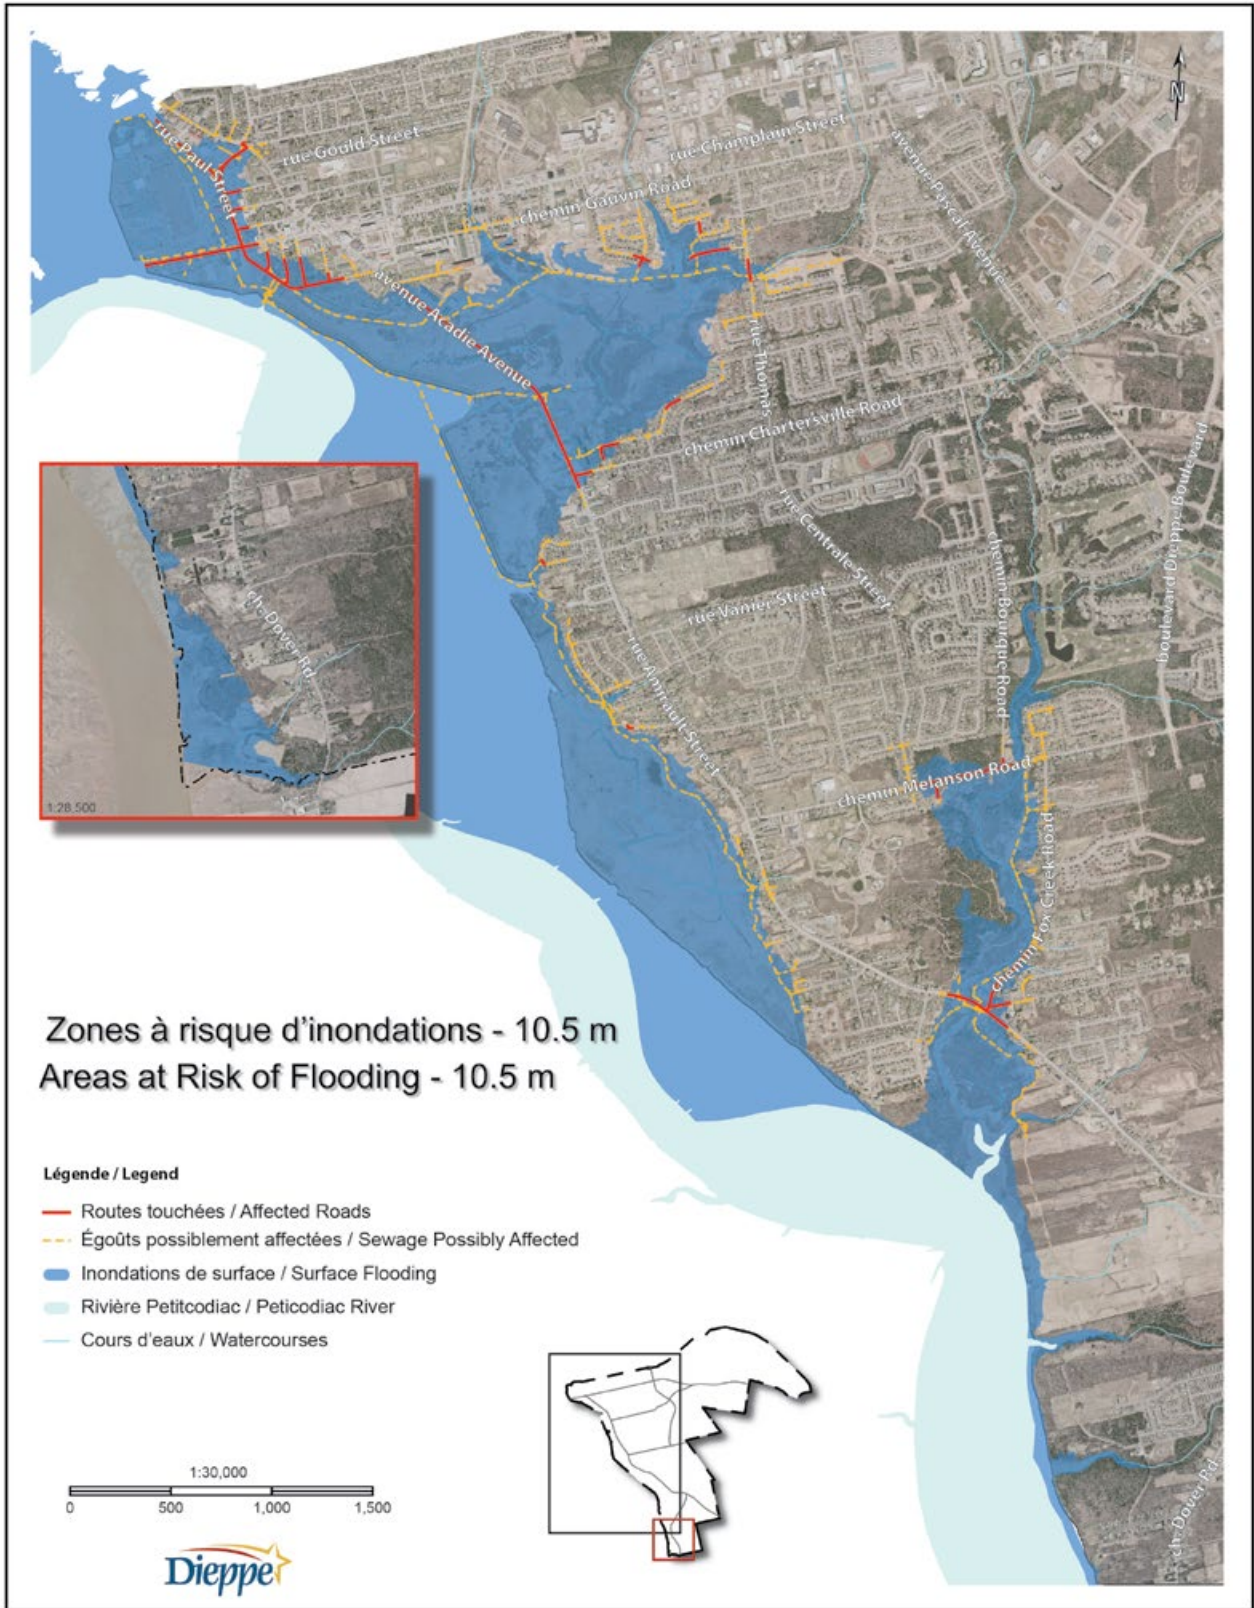 N
rue Gould Street
rue Champlain Street
avenue Pascal Avenue
rue Paul Street
chemin Gauvin Road
avenue Acadie Avenue
rue Thomas
chemin Chartersville Road
rue Centrale Street
chemin Bourque Road
boulevard Dieppe Boulevard
rue Vanier Street
rue Amirault Street
chemin Melanson Road
chemin Fox Creek Road
ch. Dover Rd
1:28,500
Zones à risque d'inondations - 10.5 m
Areas at Risk of Flooding - 10.5 m
Légende / Legend
Routes touchées / Affected Roads
Égoûts possiblement affectées / Sewage Possibly Affected
Inondations de surface / Surface Flooding
Rivière Petitcodiac / Peticodiac River
Cours d'eaux / Watercourses
1:30,000
0 500 1,000 1,500
Dieppe
ch. Dover Rd